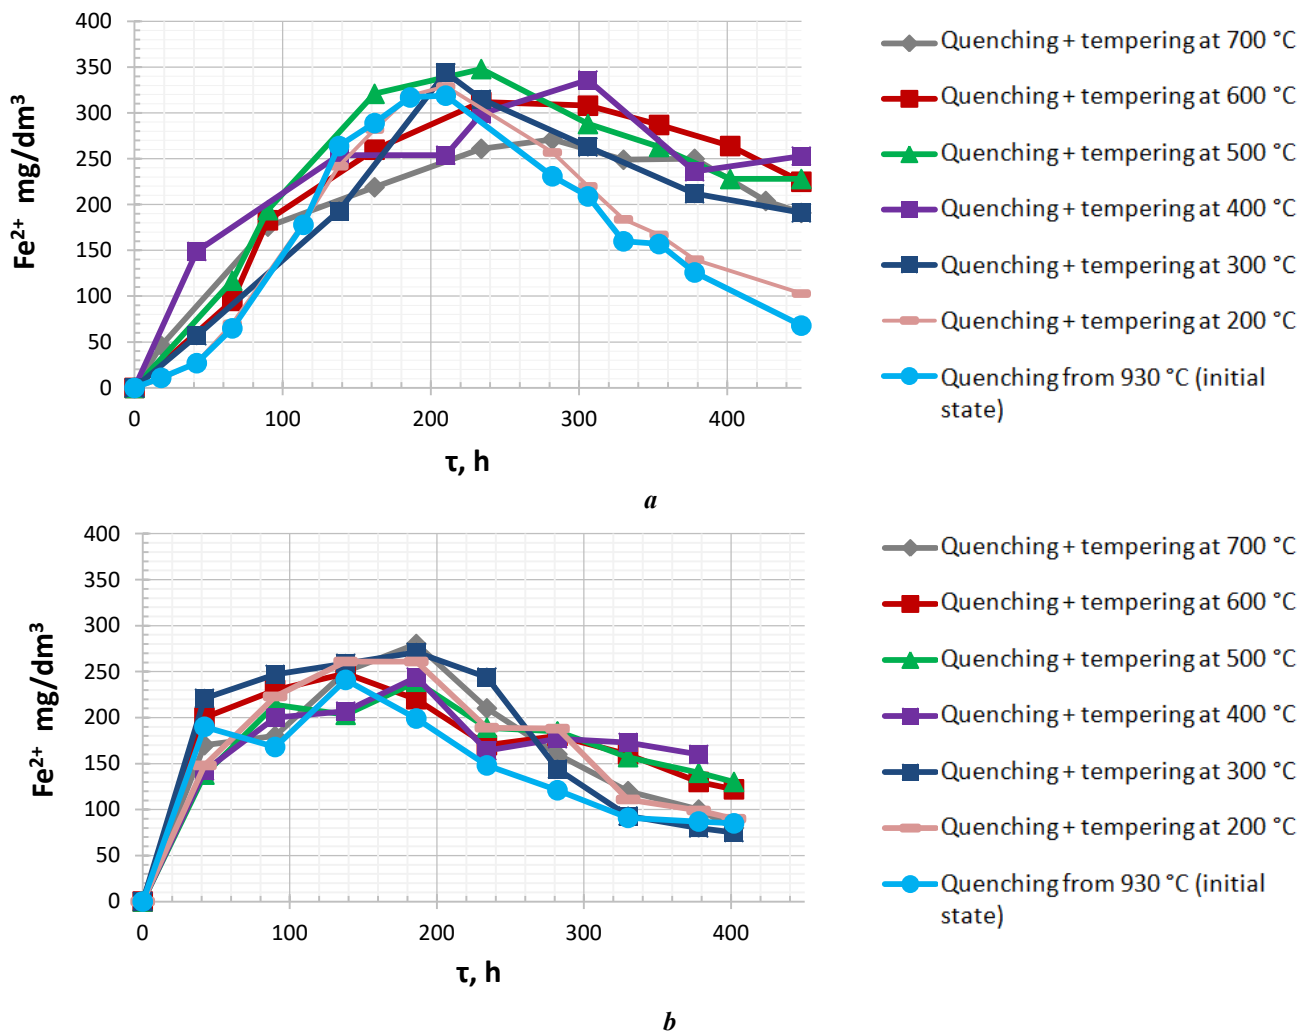 400
350
300
250
200
150
100
50
0
Fe²⁺ mg/dm³
0 100 200 300 400
τ, h
Quenching + tempering at 700 °C
Quenching + tempering at 600 °C
Quenching + tempering at 500 °C
Quenching + tempering at 400 °C
Quenching + tempering at 300 °C
Quenching + tempering at 200 °C
Quenching from 930 °C (initial
state)
a
400
350
300
250
200
150
100
50
0
Fe²⁺ mg/dm³
0 100 200 300 400
τ, h
Quenching + tempering at 700 °C
Quenching + tempering at 600 °C
Quenching + tempering at 500 °C
Quenching + tempering at 400 °C
Quenching + tempering at 300 °C
Quenching + tempering at 200 °C
Quenching from 930 °C (initial
state)
b